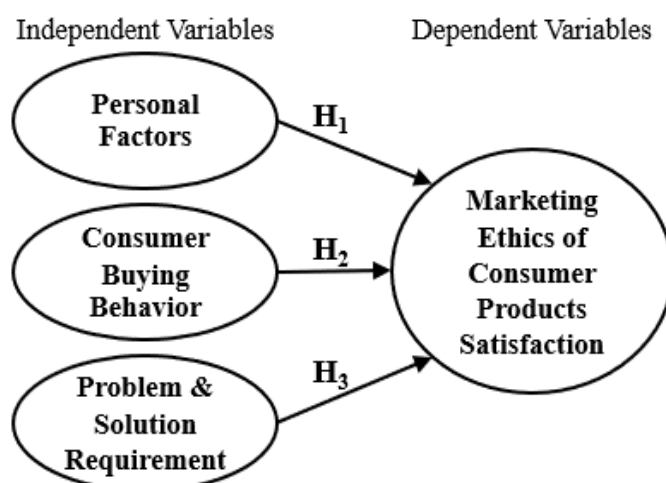 Independent Variables
Dependent Variables
Personal
Factors
H1
Consumer
Buying
Behavior
H2
Problem &
Solution
Requirement
H3
Marketing
Ethics of
Consumer
Products
Satisfaction